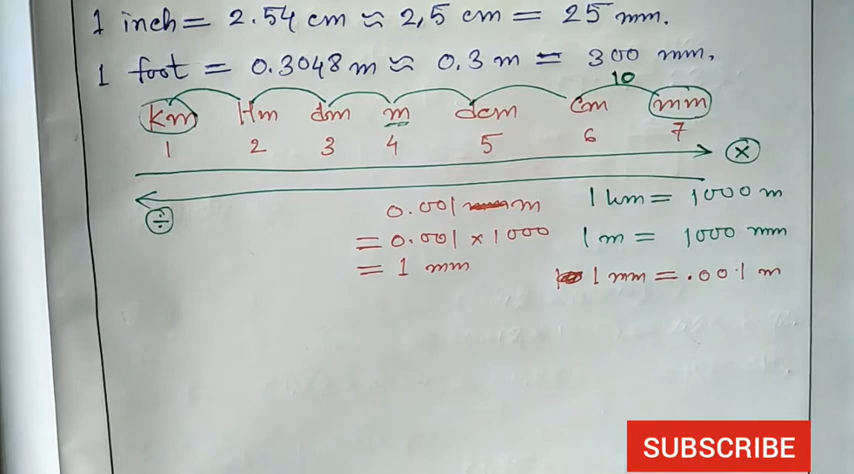 1 inch = 2.54 cm ≈ 2,5 cm = 25 mm.
1 foot = 0.3048 m ≈ 0.3 m = 300 mm.
10
km Hm dm m dcm cm mm
1 2 3 4 5 6 7
×
÷
0.001 m
= 0.001 × 1000
= 1 mm
1 km = 1000 m
1 m = 1000 mm
1 mm = .001 m
SUBSCRIBE